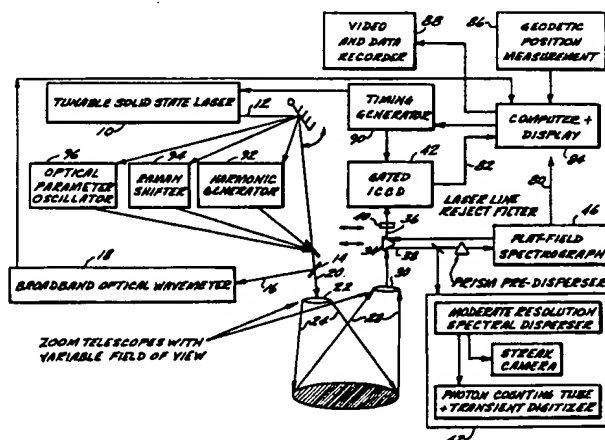 VIDEO
AND DATA
RECORDER
88
86
GEODETIC
POSITION
MEASUREMENT
TUNABLE SOLID STATE LASER
10
12
TIMING
GENERATOR
90
COMPUTER +
DISPLAY
84
96
OPTICAL
PARAMETER
OSCILLATOR
94
RAMAN
SHIFTER
92
HARMONIC
GENERATOR
42
GATED
ICCD
82
80
LASER LINE
REJECT FILTER
40
36
34
38
46
FLAT-FIELD
SPECTROGRAPH
18
BROADBAND OPTICAL WAVEMETER
14
20
16
22
30
PRISM PRE-DISPERSER
24
28
ZOOM TELESCOPES WITH
VARIABLE FIELD OF VIEW
MODERATE RESOLUTION
SPECTRAL DISPERSER
STREAK
CAMERA
PHOTON COUNTING TUBE
+ TRANSIENT DIGITIZER